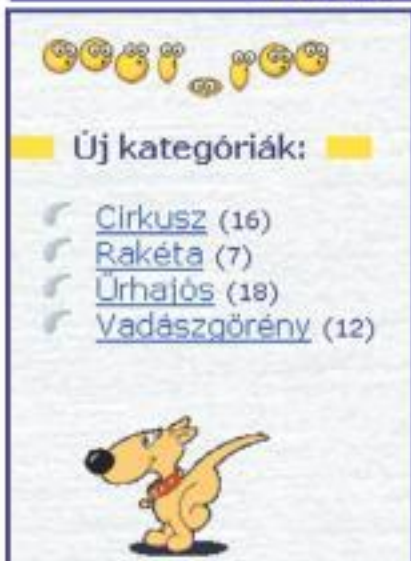 Új kategóriák:
Cirkusz (16)
Rakéta (7)
Űrhajós (18)
Vadászgörény (12)